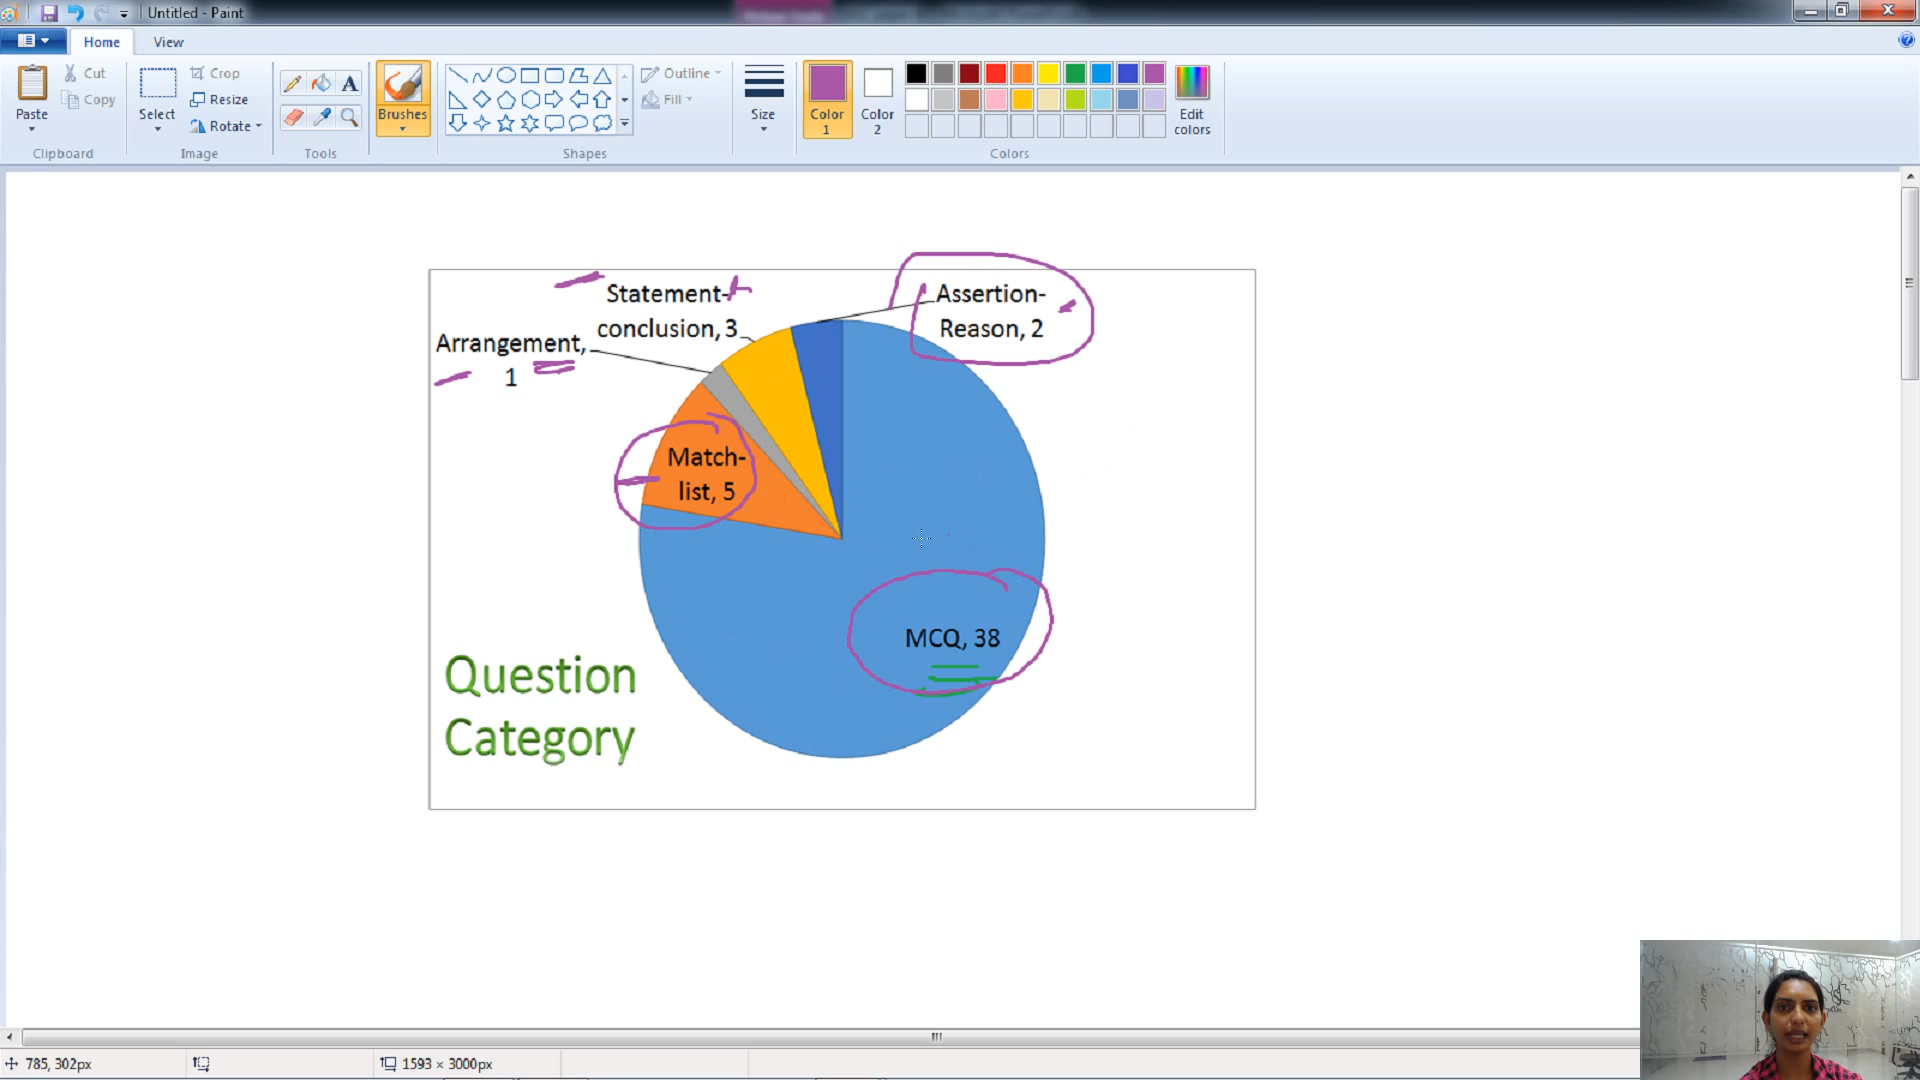 Untitled - Paint
Home
View
Paste
Cut
Copy
Clipboard
Select
Crop
Resize
Rotate
Image
A
Tools
Brushes
Outline
Fill
Shapes
Size
Color
1
Color
2
Edit
colors
Colors
Statement-
conclusion, 3
Assertion-
Reason, 2
Arrangement,
1
Match-
list, 5
MCQ, 38
Question
Category
785, 302px
1593 × 3000px